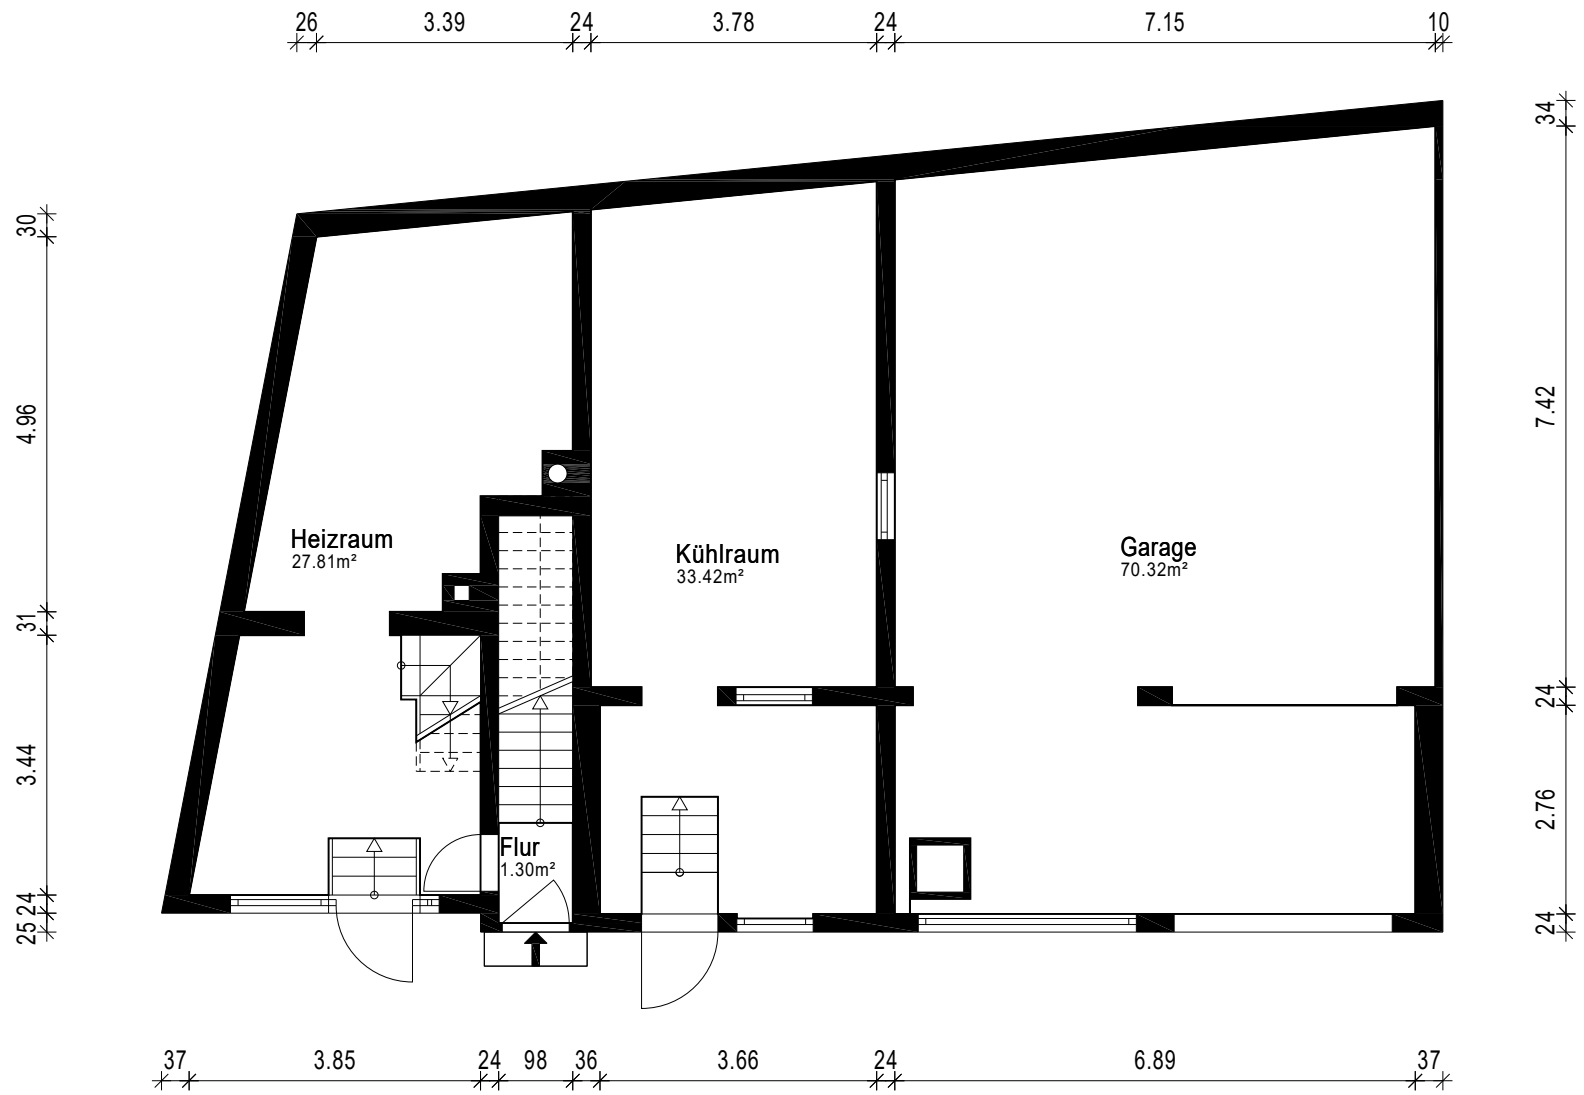 26 3.39 24 3.78 24 7.15 10
34
30
4.96
7.42
Heizraum
27.81m²
Kühlraum
33.42m²
Garage
70.32m²
31
24
3.44
2.76
Flur
1.30m²
24
25
24
37 3.85 24 98 36 3.66 24 6.89 37